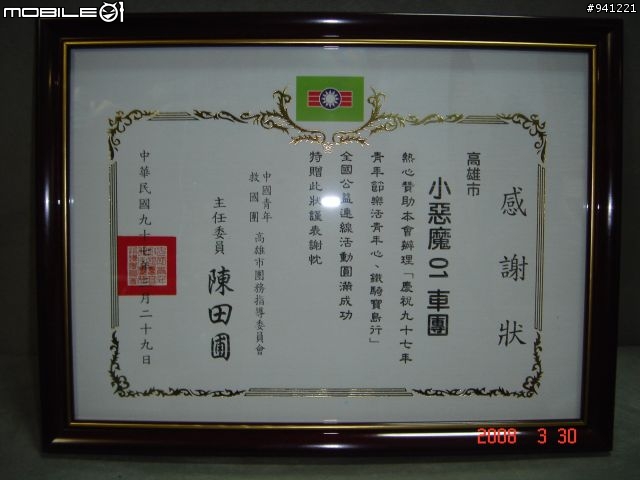 MOBILE01
#941221
感謝狀
高雄市
小惡魔01車團
熱心贊助本會辦理「慶祝九十七年
青年節樂活青年心、鐵騎寶島行」
全國公益連線活動圓滿成功
特贈此狀謹表謝忱
中國青年
救國團
高雄市團務指導委員會
主任委員 陳田圃
中華民國九十七年三月二十九日
2008 3 30